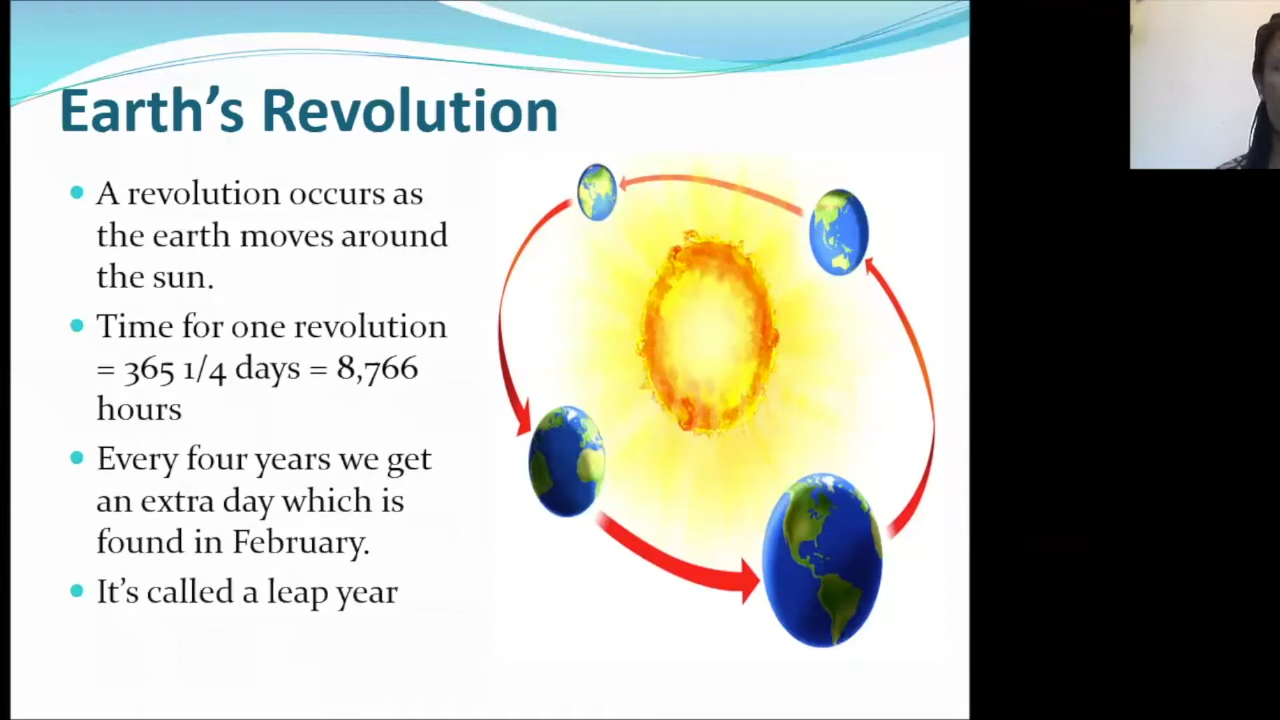 Earth’s Revolution
A revolution occurs as
the earth moves around
the sun.
Time for one revolution
= 365 1/4 days = 8,766
hours
Every four years we get
an extra day which is
found in February.
It’s called a leap year